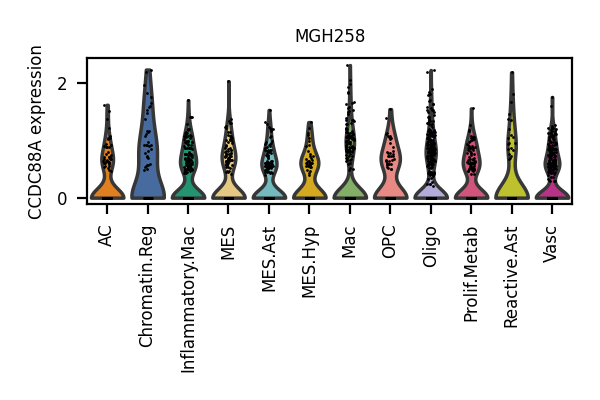 MGH258
CCDC88A expression
2
0
AC
Chromatin.Reg
Inflammatory.Mac
MES
MES.Ast
MES.Hyp
Mac
OPC
Oligo
Prolif.Metab
Reactive.Ast
Vasc